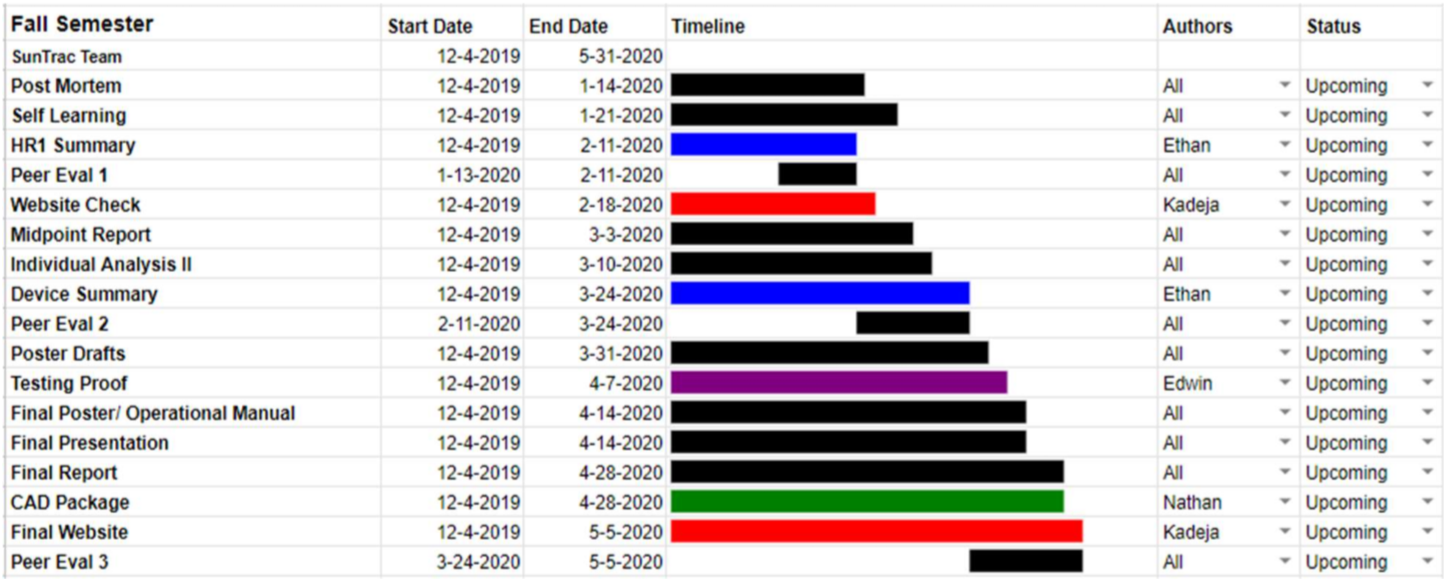 Fall Semester Start Date End Date Timeline Authors Status
SunTrac Team 12-4-2019 5-31-2020
Post Mortem 12-4-2019 1-14-2020 All Upcoming
Self Learning 12-4-2019 1-21-2020 All Upcoming
HR1 Summary 12-4-2019 2-11-2020 Ethan Upcoming
Peer Eval 1 1-13-2020 2-11-2020 All Upcoming
Website Check 12-4-2019 2-18-2020 Kadeja Upcoming
Midpoint Report 12-4-2019 3-3-2020 All Upcoming
Individual Analysis II 12-4-2019 3-10-2020 All Upcoming
Device Summary 12-4-2019 3-24-2020 Ethan Upcoming
Peer Eval 2 2-11-2020 3-24-2020 All Upcoming
Poster Drafts 12-4-2019 3-31-2020 All Upcoming
Testing Proof 12-4-2019 4-7-2020 Edwin Upcoming
Final Poster/ Operational Manual 12-4-2019 4-14-2020 All Upcoming
Final Presentation 12-4-2019 4-14-2020 All Upcoming
Final Report 12-4-2019 4-28-2020 All Upcoming
CAD Package 12-4-2019 4-28-2020 Nathan Upcoming
Final Website 12-4-2019 5-5-2020 Kadeja Upcoming
Peer Eval 3 3-24-2020 5-5-2020 All Upcoming